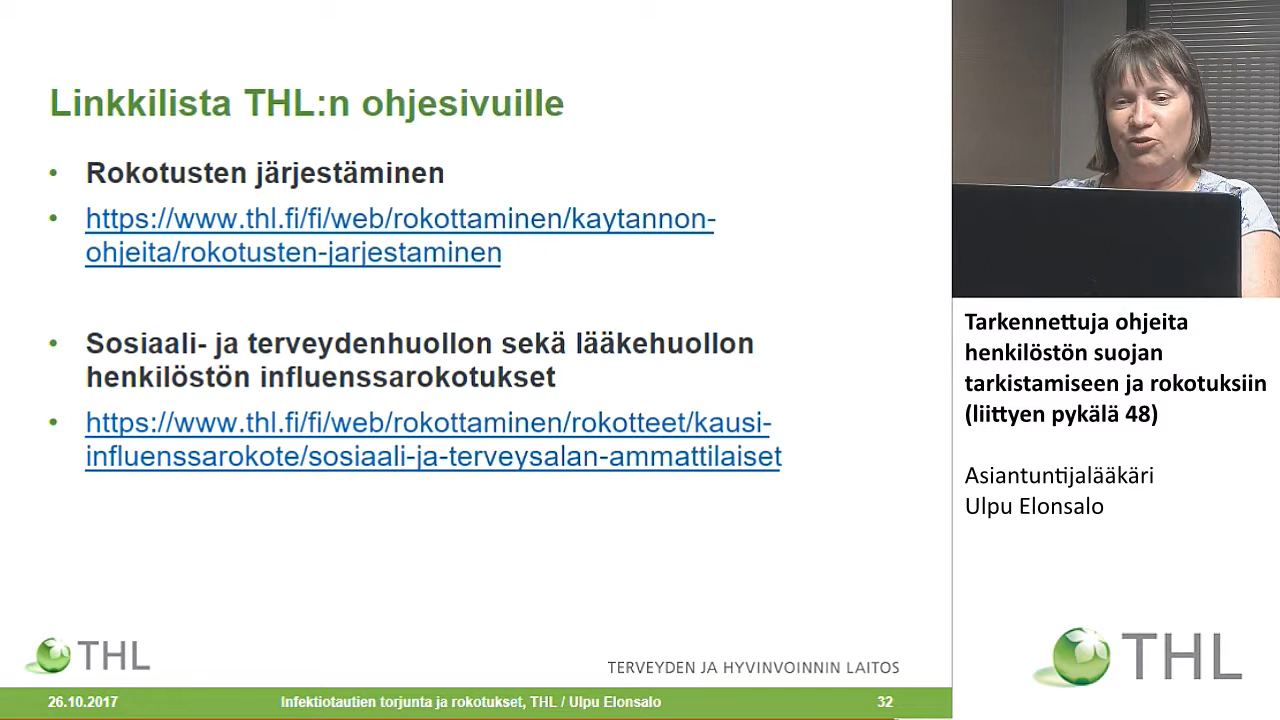 Linkkilista THL:n ohjesivuille
• Rokotusten järjestäminen
• https://www.thl.fi/fi/web/rokottaminen/kaytannon-
ohjeita/rokotusten-jarjestaminen
• Sosiaali- ja terveydenhuollon sekä lääkehuollon
henkilöstön influenssarokotukset
• https://www.thl.fi/fi/web/rokottaminen/rokotteet/kausi-
influenssarokote/sosiaali-ja-terveysalan-ammattilaiset
THL
TERVEYDEN JA HYVINVOINNIN LAITOS
26.10.2017
Infektiotautien torjunta ja rokotukset, THL / Ulpu Elonsalo
32
Tarkennettuja ohjeita
henkilöstön suojan
tarkistamiseen ja rokotuksiin
(liittyen pykälä 48)
Asiantuntijalääkäri
Ulpu Elonsalo
THL